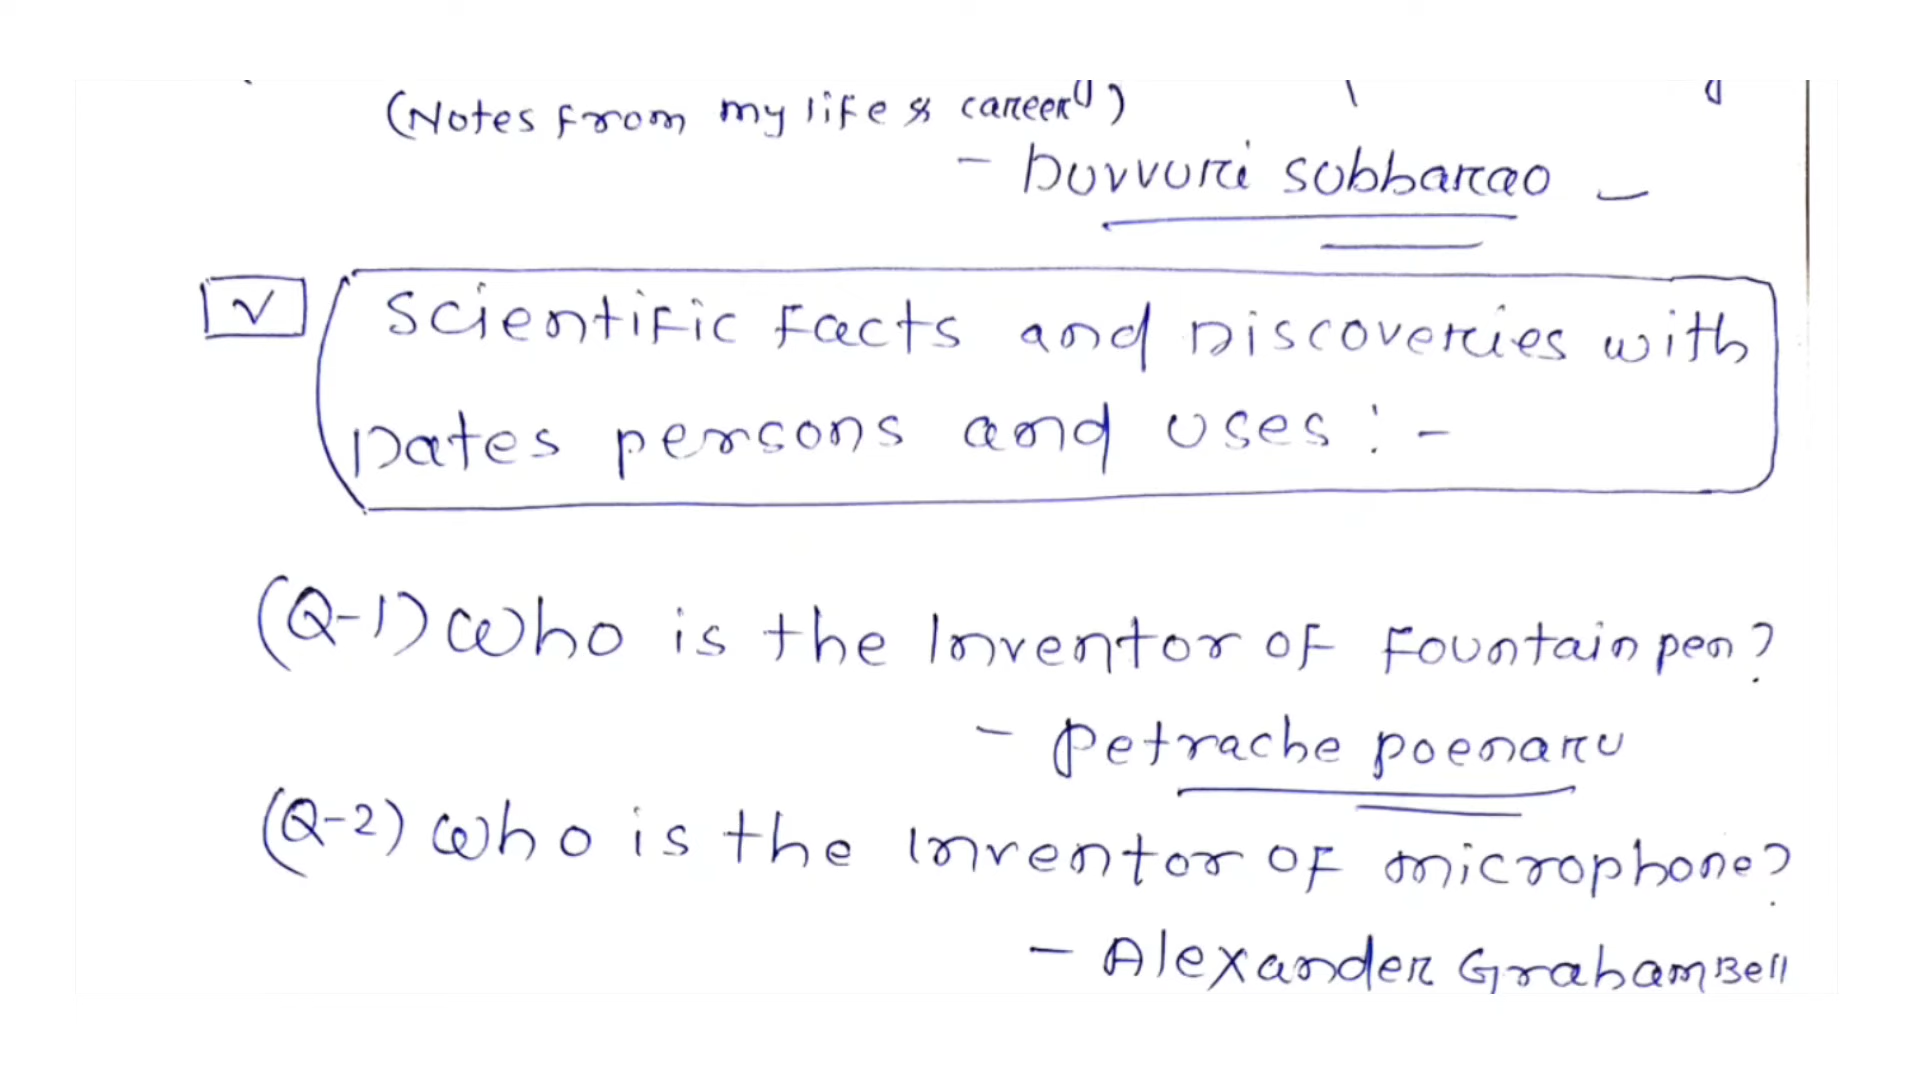 (Notes from my life & career")
- Duvvuri subbarao -
Scientific Facts and Discoveries with
Dates persons and uses : -
(Q-1) Who is the Inventor of Fountain pen?
- Petrache poenaru
(Q-2) Who is the Inventor of microphone?
- Alexander Graham Bell